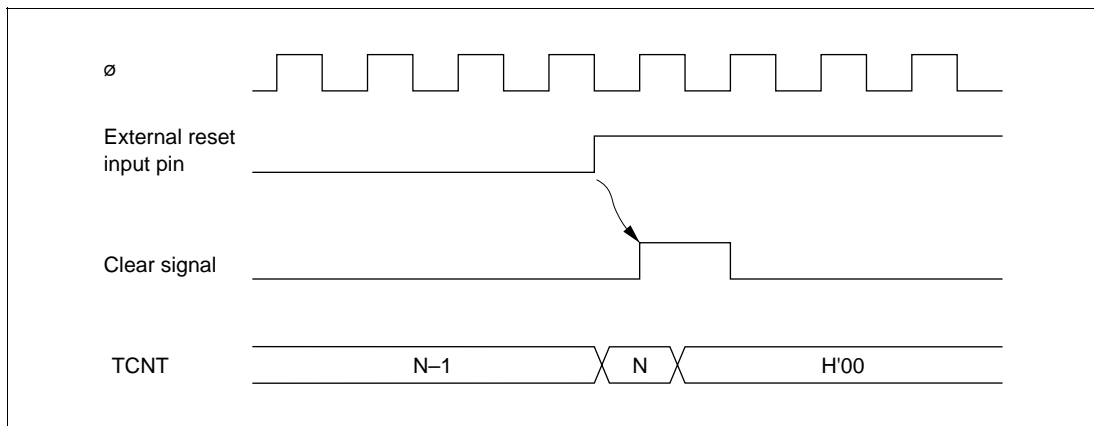 ø
External reset
input pin
Clear signal
TCNT
N–1
N
H'00